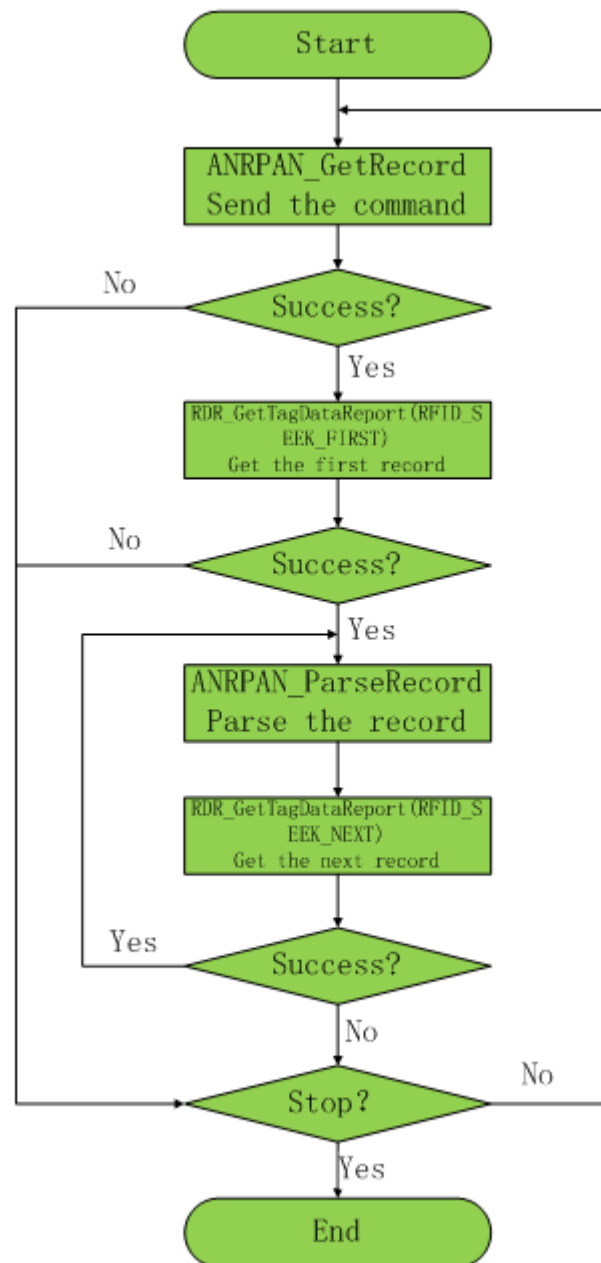 Start
ANRPAN_GetRecord
Send the command
No
Success?
Yes
RDR_GetTagDataReport(RFID_S
EEK_FIRST)
Get the first record
No
Success?
Yes
ANRPAN_ParseRecord
Parse the record
RDR_GetTagDataReport(RFID_S
EEK_NEXT)
Get the next record
Yes
Success?
No
Stop?
No
Yes
End